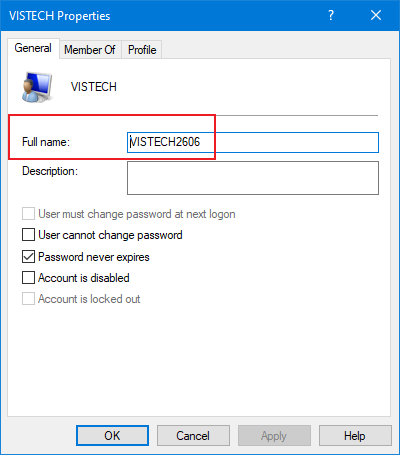 VISTECH Properties
General Member Of Profile
VISTECH
Full name: VISTECH2606
Description:
User must change password at next logon
User cannot change password
Password never expires
Account is disabled
Account is locked out
OK Cancel Apply Help